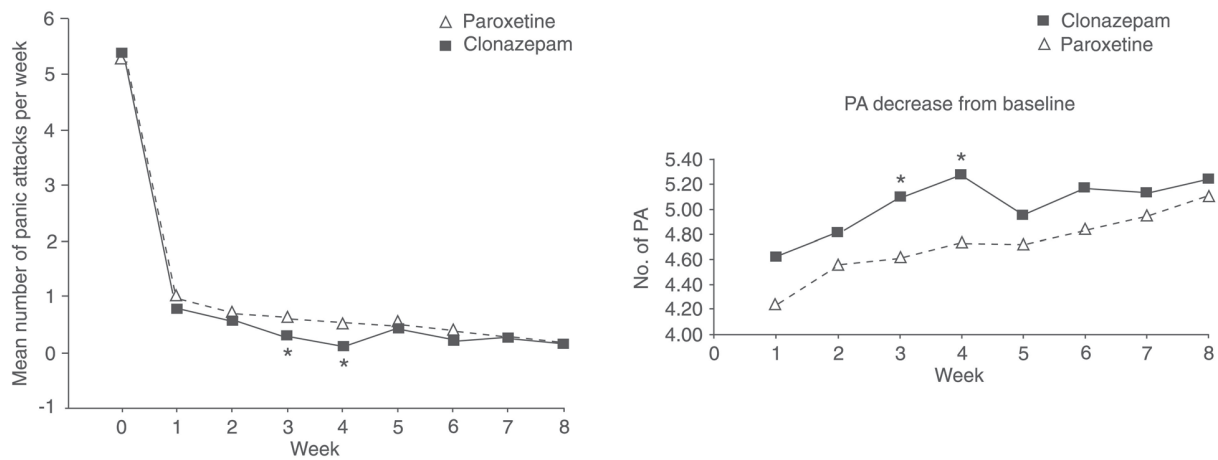 Paroxetine
Clonazepam
Mean number of panic attacks per week
6
5
4
3
2
1
0
-1
*
*
0 1 2 3 4 5 6 7 8
Week
Clonazepam
Paroxetine
PA decrease from baseline
No. of PA
5.40
5.20
5.00
4.80
4.60
4.40
4.20
4.00
*
*
0 1 2 3 4 5 6 7 8
Week